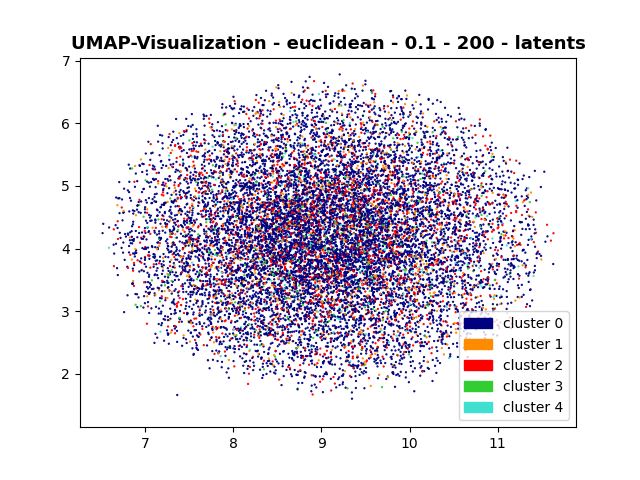 UMAP-Visualization - euclidean - 0.1 - 200 - latents
7
6
5
4
3
2
cluster 0
cluster 1
cluster 2
cluster 3
cluster 4
7 8 9 10 11